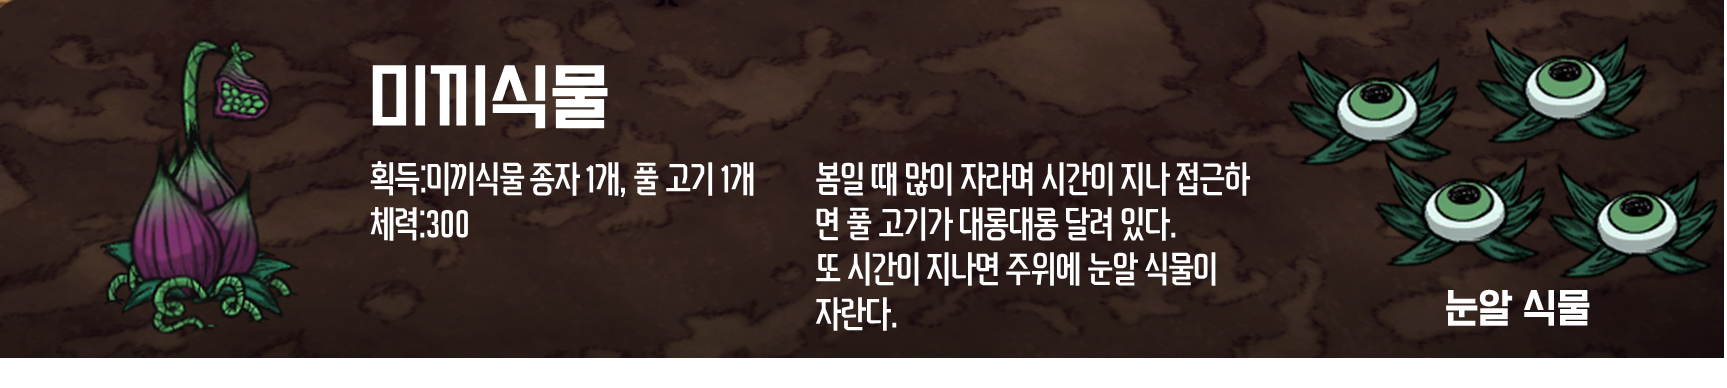 미끼식물
획득:미끼식물 종자 1개, 풀 고기 1개
체력:300
봄일 때 많이 자라며 시간이 지나 접근하
면 풀 고기가 대롱대롱 달려 있다.
또 시간이 지나면 주위에 눈알 식물이
자란다.
눈알 식물